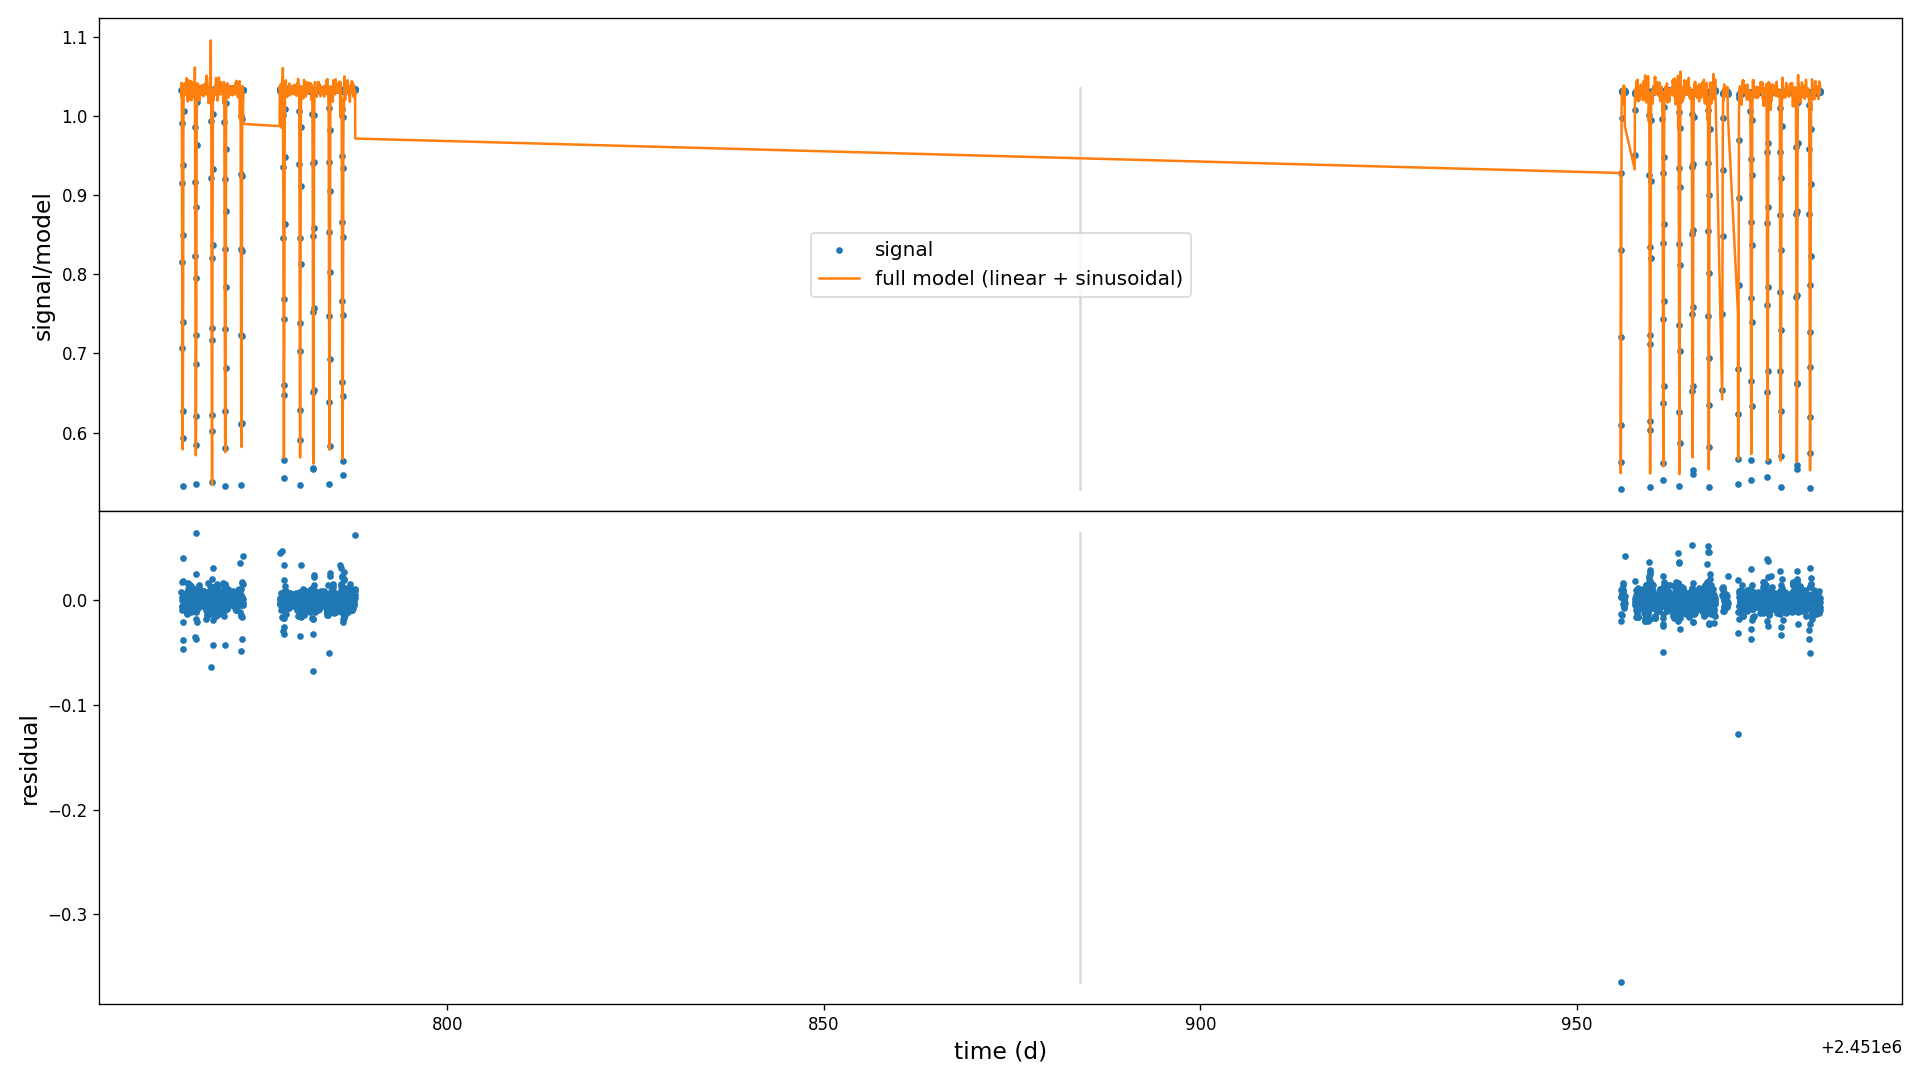 1.1
1.0
0.9
0.8
0.7
0.6
signal/model
signal
full model (linear + sinusoidal)
0.0
−0.1
−0.2
−0.3
residual
800
850
900
950
time (d)
+2.451e6